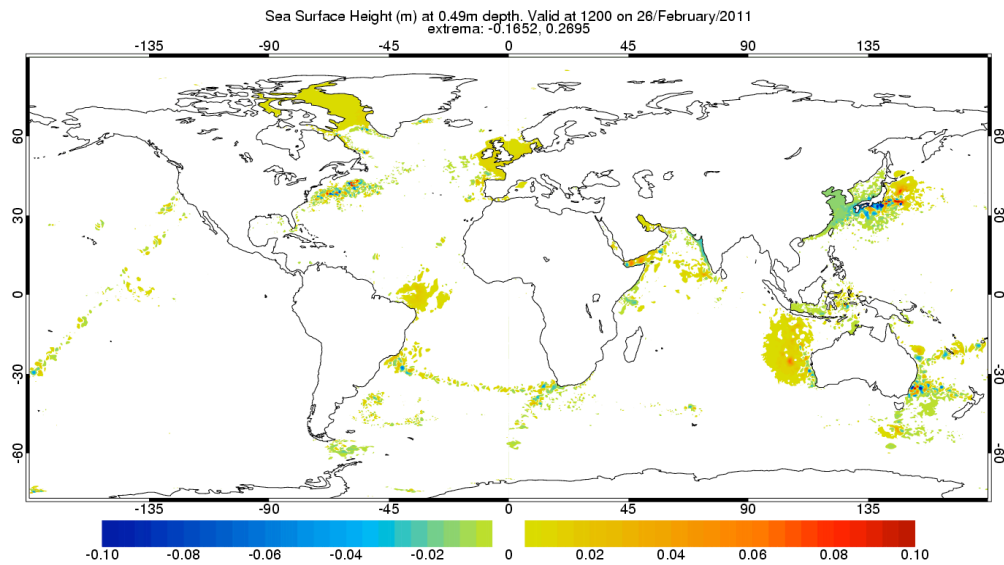 Sea Surface Height (m) at 0.49m depth. Valid at 1200 on 26/February/2011
extrema: -0.1652, 0.2695
-135 -90 -45 0 45 90 135
60 60
30 30
0 0
-30 -30
-60 -60
-135 -90 -45 0 45 90 135
-0.10 -0.08 -0.06 -0.04 -0.02 0 0.02 0.04 0.06 0.08 0.10